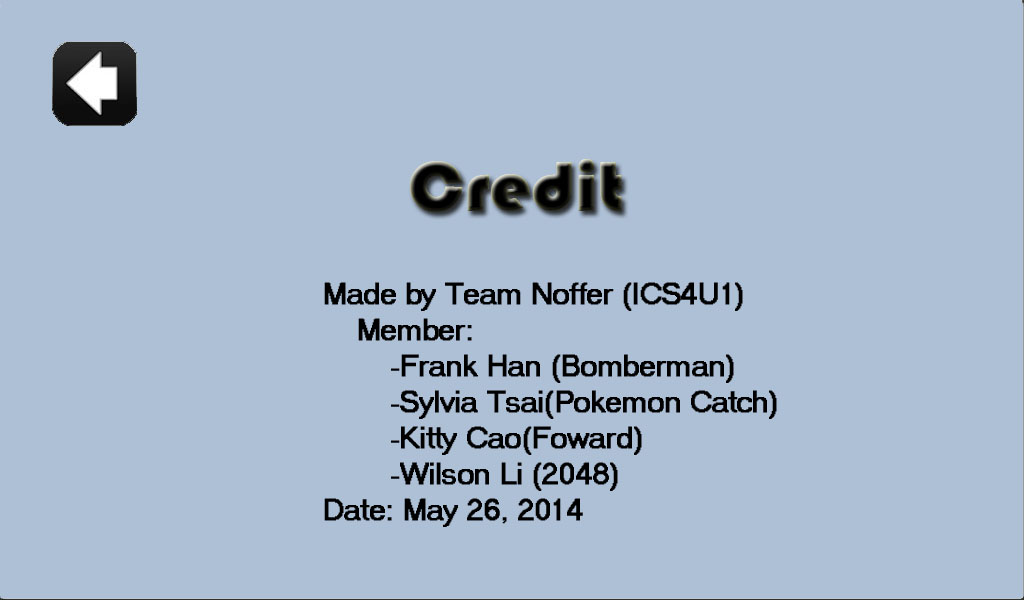 Credit
Made by Team Noffer (ICS4U1)
Member:
-Frank Han (Bomberman)
-Sylvia Tsai(Pokemon Catch)
-Kitty Cao(Foward)
-Wilson Li (2048)
Date: May 26, 2014